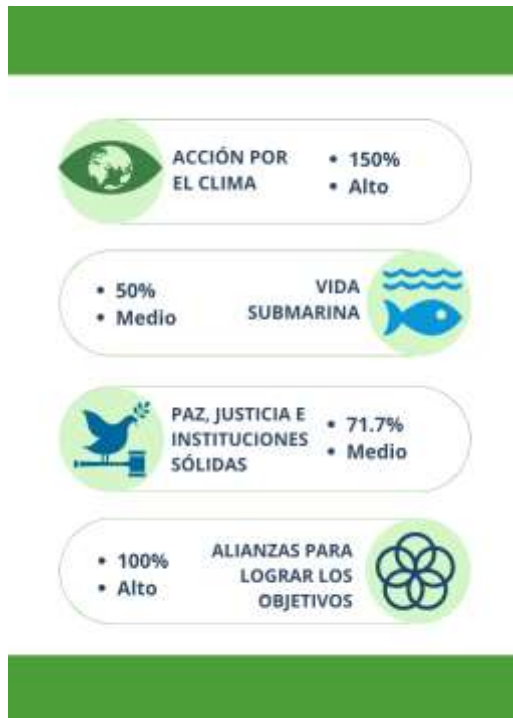 ACCIÓN POR
EL CLIMA
• 150%
• Alto
• 50%
• Medio
VIDA
SUBMARINA
PAZ, JUSTICIA E
INSTITUCIONES
SÓLIDAS
• 71.7%
• Medio
• 100%
• Alto
ALIANZAS PARA
LOGRAR LOS
OBJETIVOS